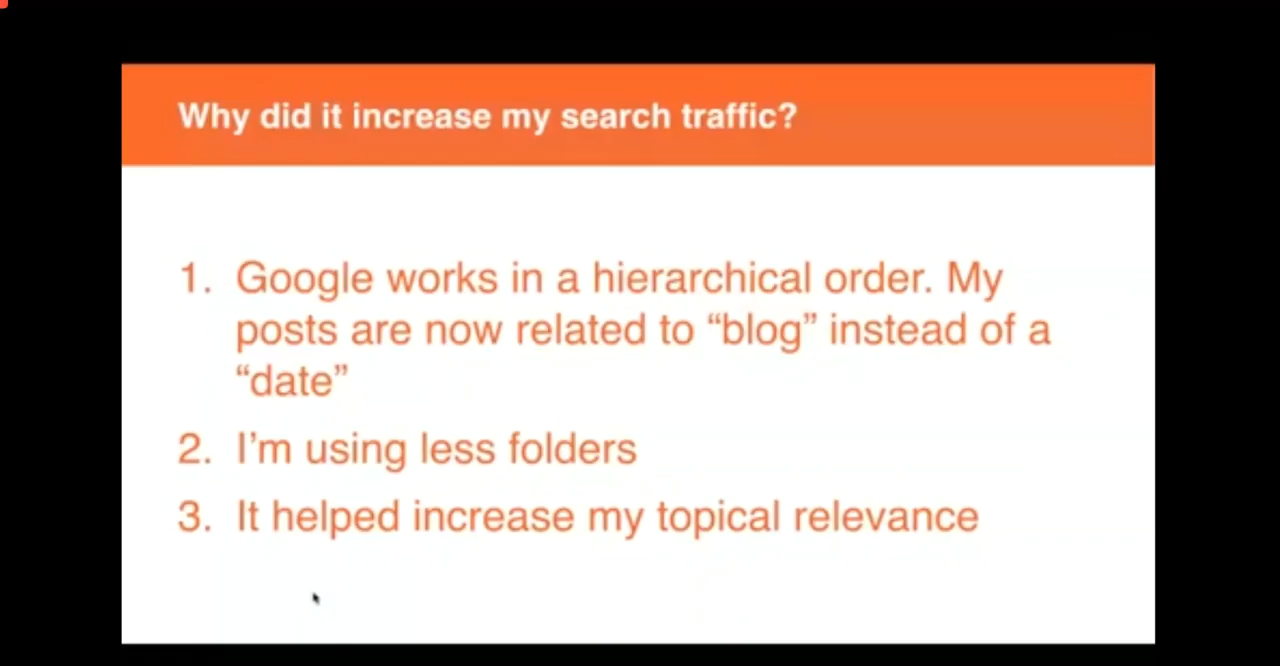 Why did it increase my search traffic?
1. Google works in a hierarchical order. My
posts are now related to “blog” instead of a
“date”
2. I’m using less folders
3. It helped increase my topical relevance